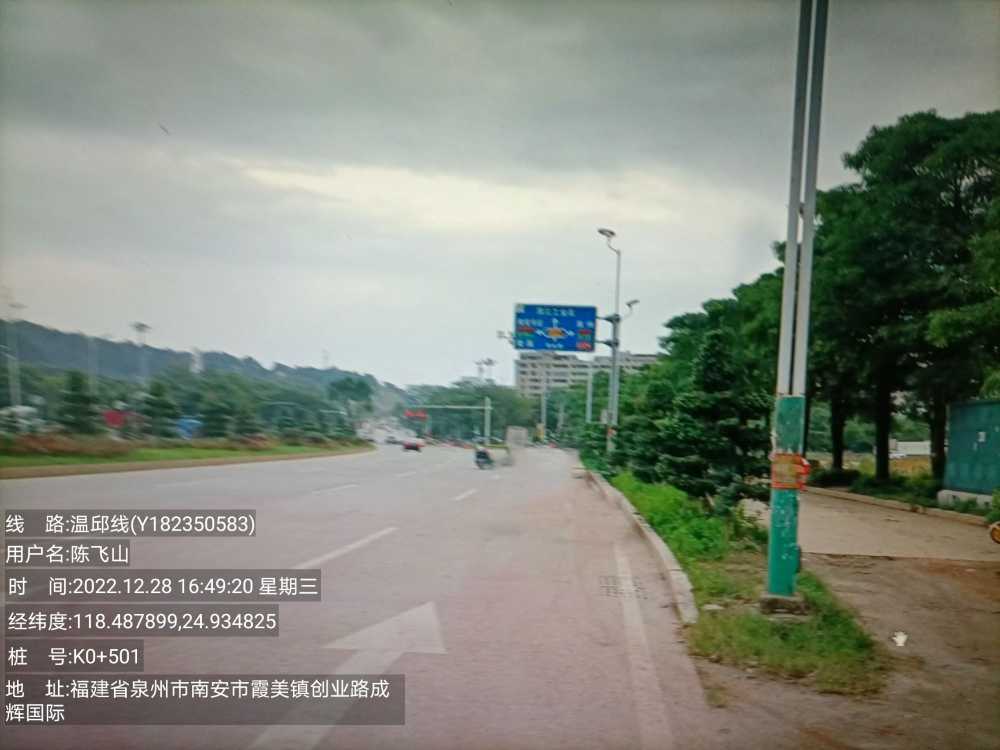 线 路:温邱线(Y182350583)
用户名:陈飞山
时 间:2022.12.28 16:49:20 星期三
经纬度:118.487899,24.934825
桩 号:K0+501
地 址:福建省泉州市南安市霞美镇创业路成
辉国际